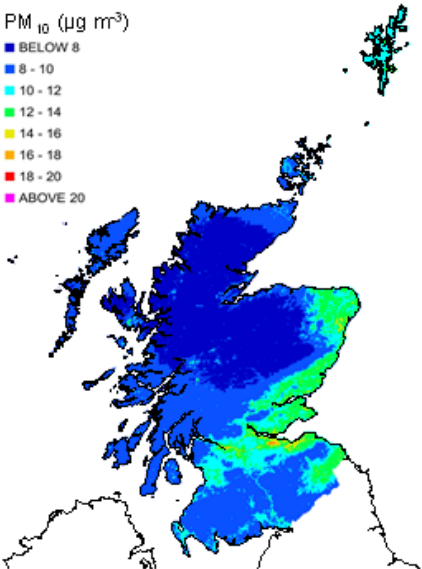 PM10 (µg m-3)
BELOW 8
8 - 10
10 - 12
12 - 14
14 - 16
16 - 18
18 - 20
ABOVE 20